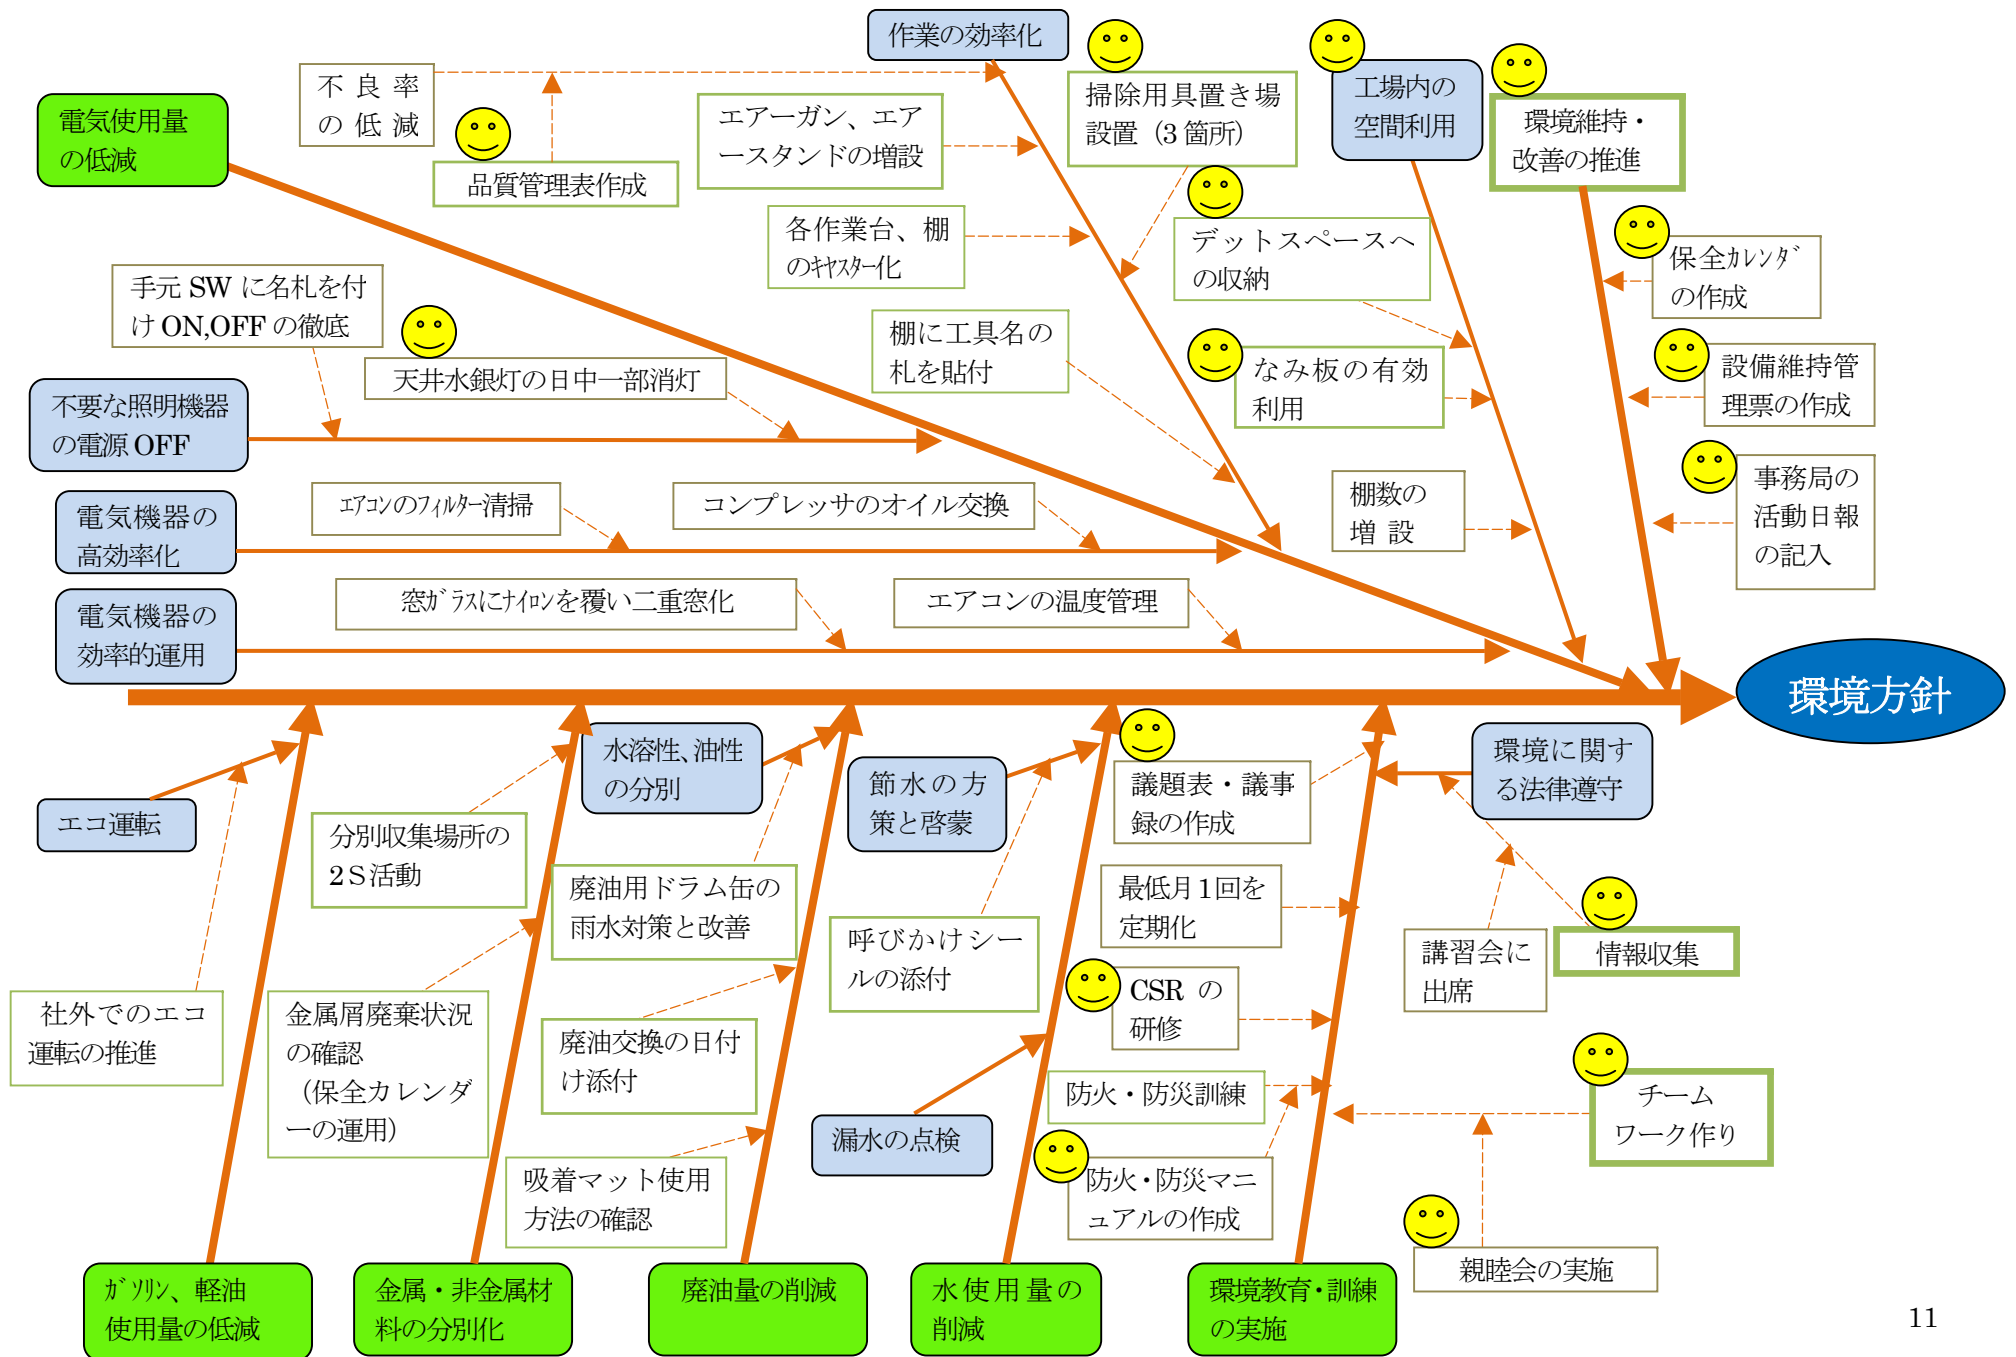 作業の効率化
不良率
の低減
電気使用量
の低減
品質管理表作成
エアーガン、エア
ースタンドの増設
掃除用具置き場
設置（3箇所）
工場内の
空間利用
環境維持・
改善の推進
各作業台、棚
のｷｬｽﾀｰ化
デットスペースへ
の収納
保全ｶﾚﾝﾀﾞ
の作成
手元 SW に名札を付
け ON,OFF の徹底
天井水銀灯の日中一部消灯
棚に工具名の
札を貼付
なみ板の有効
利用
設備維持管
理票の作成
不要な照明機器
の電源 OFF
電気機器の
高効率化
ｴｱｺﾝのﾌｨﾙﾀｰ清掃
コンプレッサのオイル交換
棚数の
増 設
事務局の
活動日報
の記入
電気機器の
効率的運用
窓ｶﾞﾗｽにﾅｲﾛﾝを覆い二重窓化
エアコンの温度管理
環境方針
エコ運転
水溶性、油性
の分別
節水の方
策と啓蒙
議題表・議事
録の作成
環境に関す
る法律遵守
分別収集場所の
2Ｓ活動
廃油用ドラム缶の
雨水対策と改善
呼びかけシー
ルの添付
最低月1回を
定期化
講習会に
出席
情報収集
社外でのエコ
運転の推進
金属屑廃棄状況
の確認
（保全カレンダ
ーの運用）
廃油交換の日付
け添付
CSR の
研修
防火・防災訓練
チーム
ワーク作り
漏水の点検
吸着マット使用
方法の確認
防火・防災マニ
ュアルの作成
親睦会の実施
ｶﾞｿﾘﾝ、軽油
使用量の低減
金属・非金属材
料の分別化
廃油量の削減
水使用量の
削減
環境教育・訓練
の実施
11